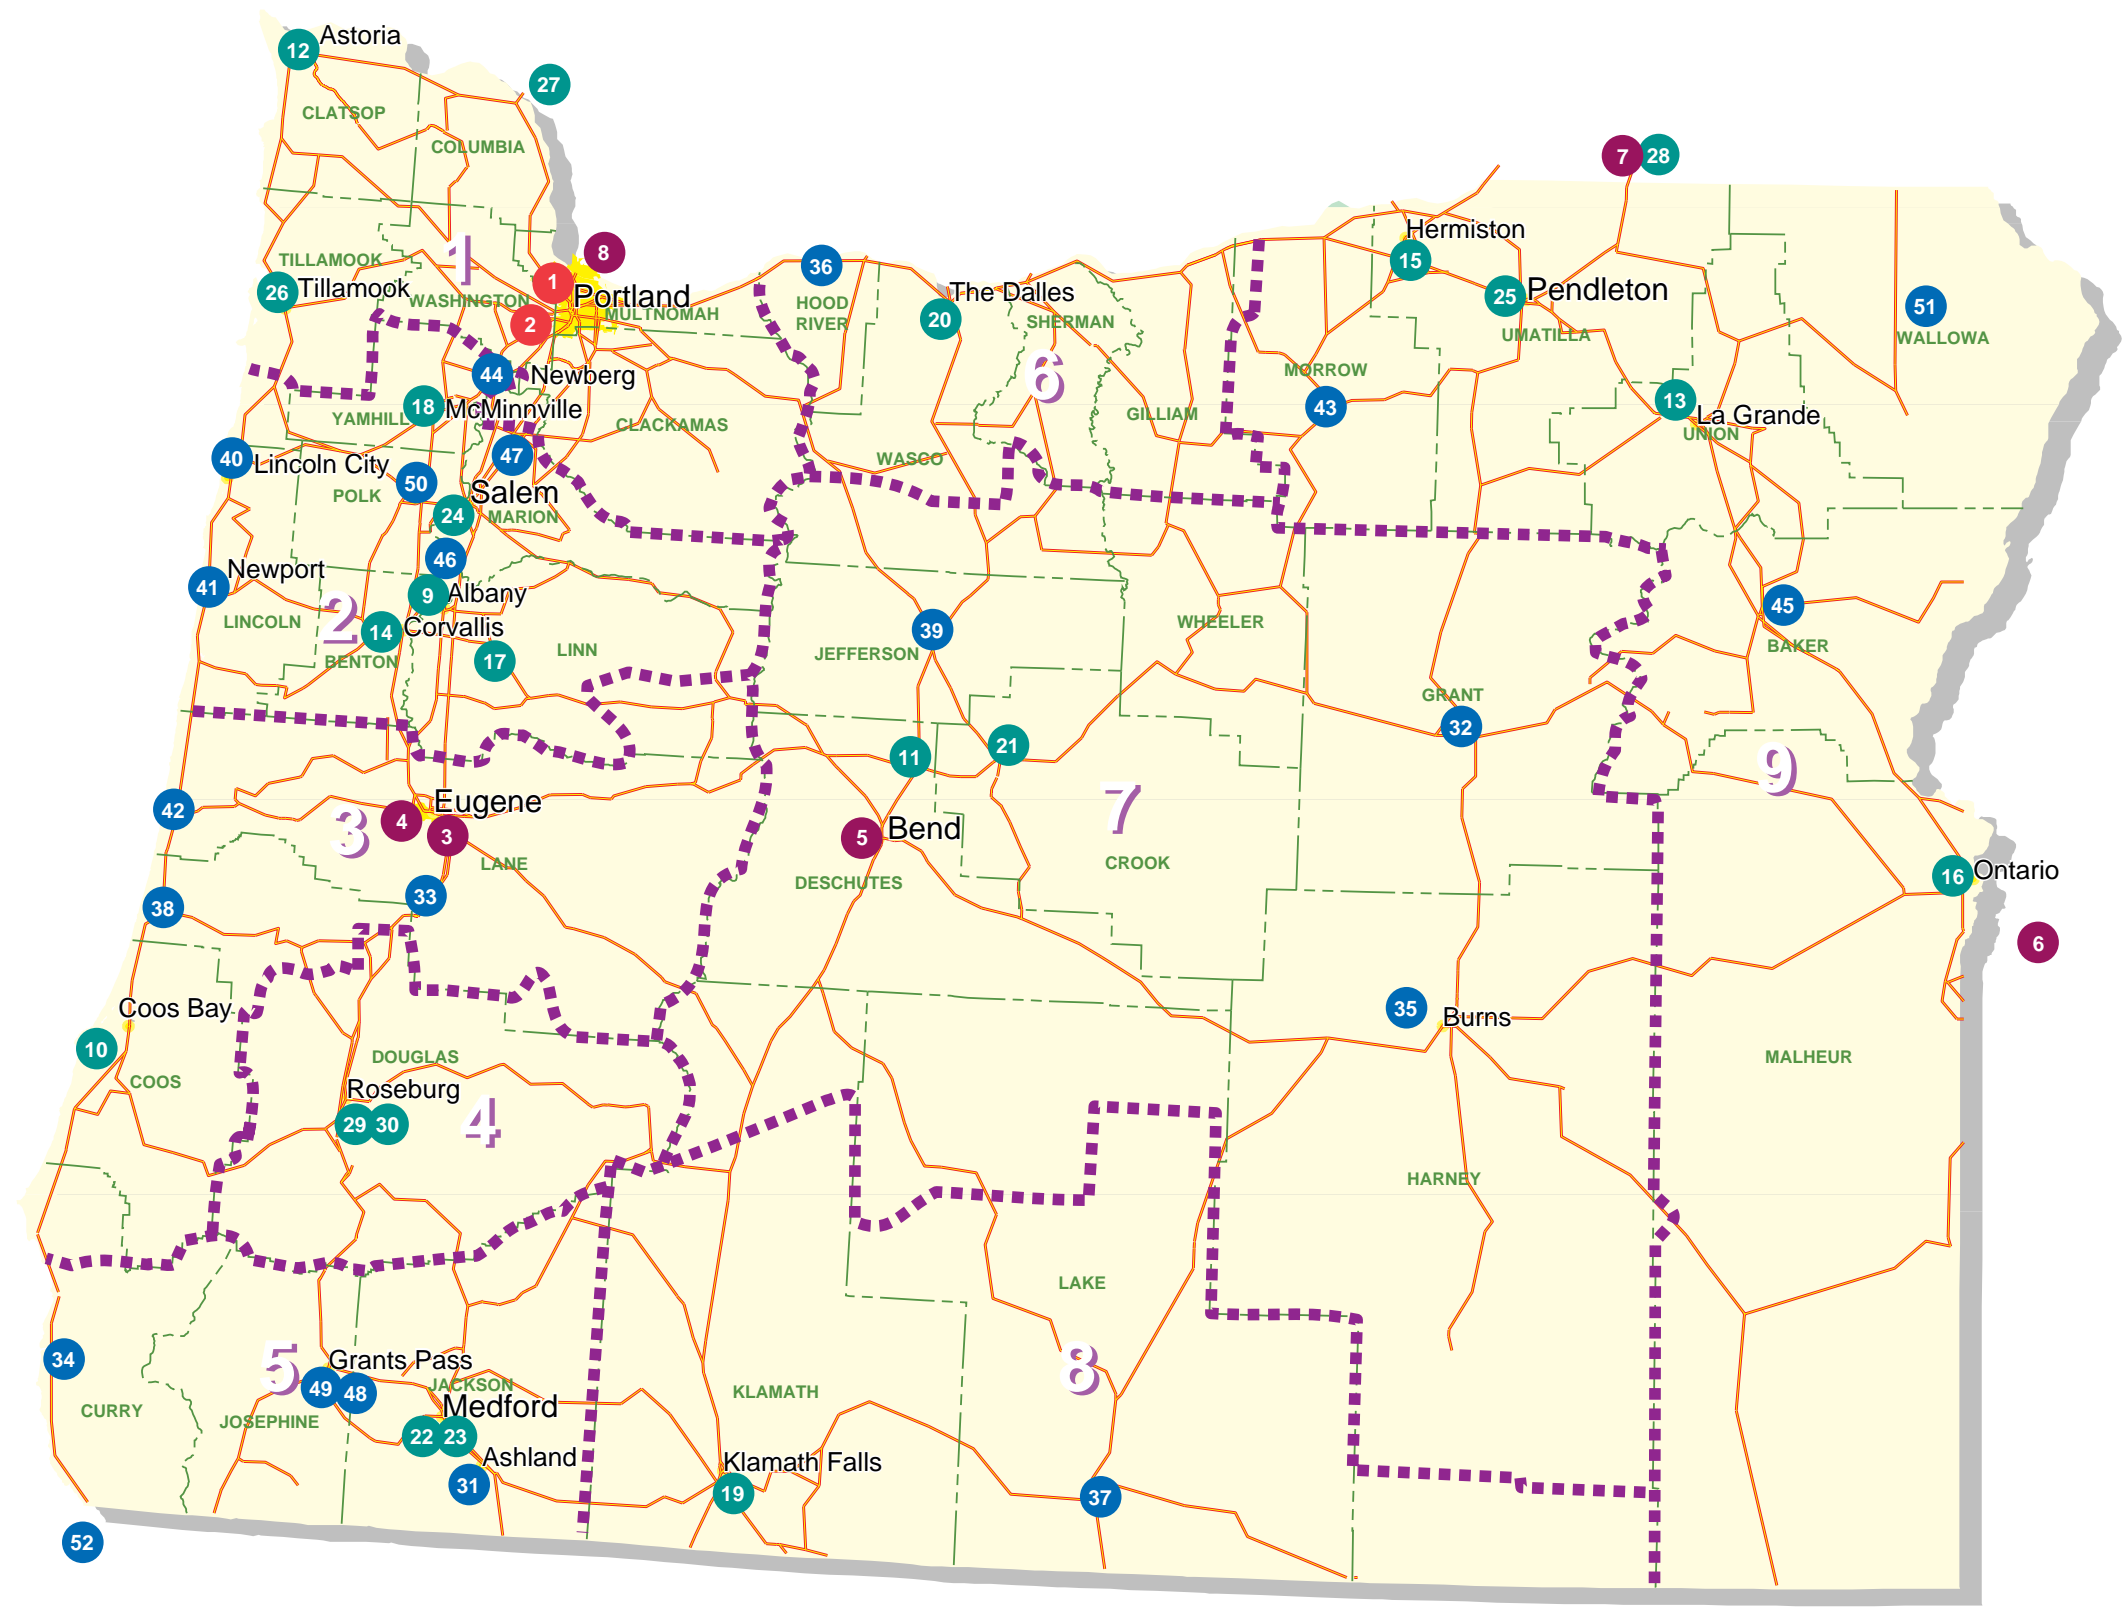 Astoria
12
27
CLATSOP
COLUMBIA
7
28
Hermiston
1
8
TILLAMOOK
36
15
26
Tillamook
1
Portland
WASHINGTON
MULTNOMAH
HOOD
RIVER
The Dalles
20
SHERMAN
25
Pendleton
51
2
UMATILLA
WALLOWA
44
Newberg
6
MORROW
18
McMinnville
YAMHILL
CLACKAMAS
GILLIAM
43
13
La Grande
UNION
40
Lincoln City
47
WASCO
50
POLK
Salem
24
MARION
46
Newport
41
9
Albany
45
LINCOLN
2
14
Corvallis
BENTON
17
LINN
39
JEFFERSON
WHEELER
BAKER
GRANT
32
11
21
9
42
Eugene
3
4
3
LANE
5
Bend
7
CROOK
DESCHUTES
16
Ontario
33
38
6
Coos Bay
35
Burns
10
COOS
DOUGLAS
MALHEUR
Roseburg
29
30
4
HARNEY
LAKE
34
5
Grants Pass
49
48
JACKSON
8
KLAMATH
CURRY
JOSEPHINE
Medford
22
23
Ashland
31
Klamath Falls
19
37
52